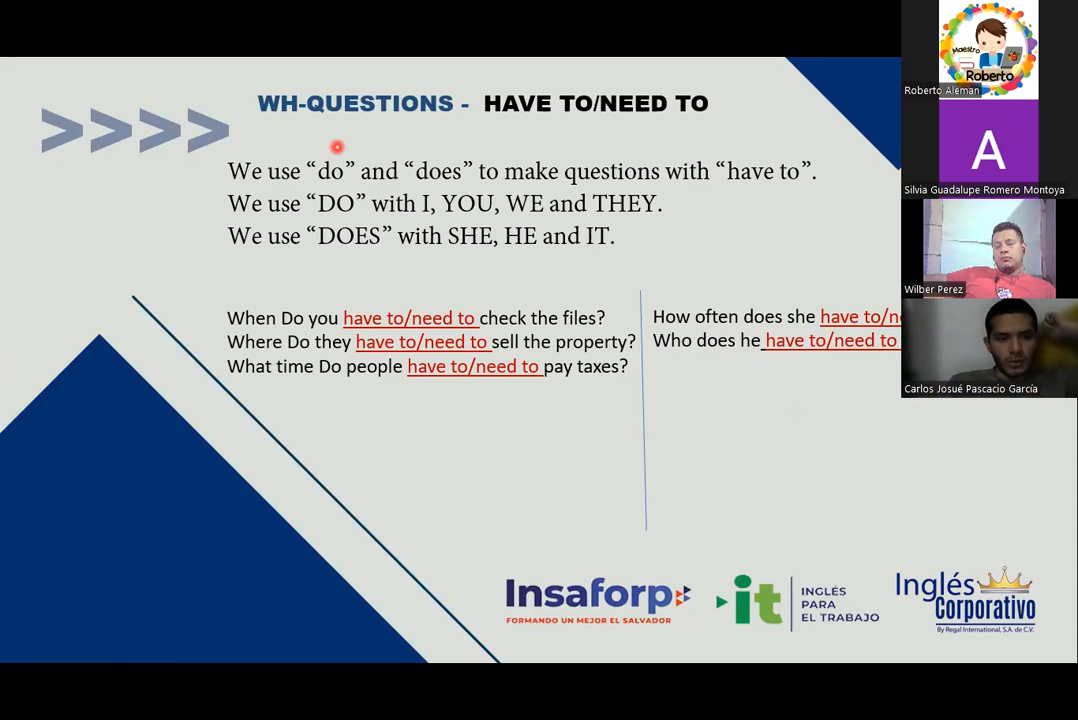 WH-QUESTIONS - HAVE TO/NEED TO
We use “do” and “does” to make questions with “have to”.
We use “DO” with I, YOU, WE and THEY.
We use “DOES” with SHE, HE and IT.
When Do you have to/need to check the files?
Where Do they have to/need to sell the property?
What time Do people have to/need to pay taxes?
How often does she have to/
Who does he have to/need to
Insaforp
FORMANDO UN MEJOR EL SALVADOR
it
INGLÉS
PARA
EL TRABAJO
Inglés
Corporativo
By Regal International, S.A. de C.V.
Maestro
Roberto
Roberto Aleman
A
Silvia Guadalupe Romero Montoya
Wilber Perez
Carlos Josué Pascacio García